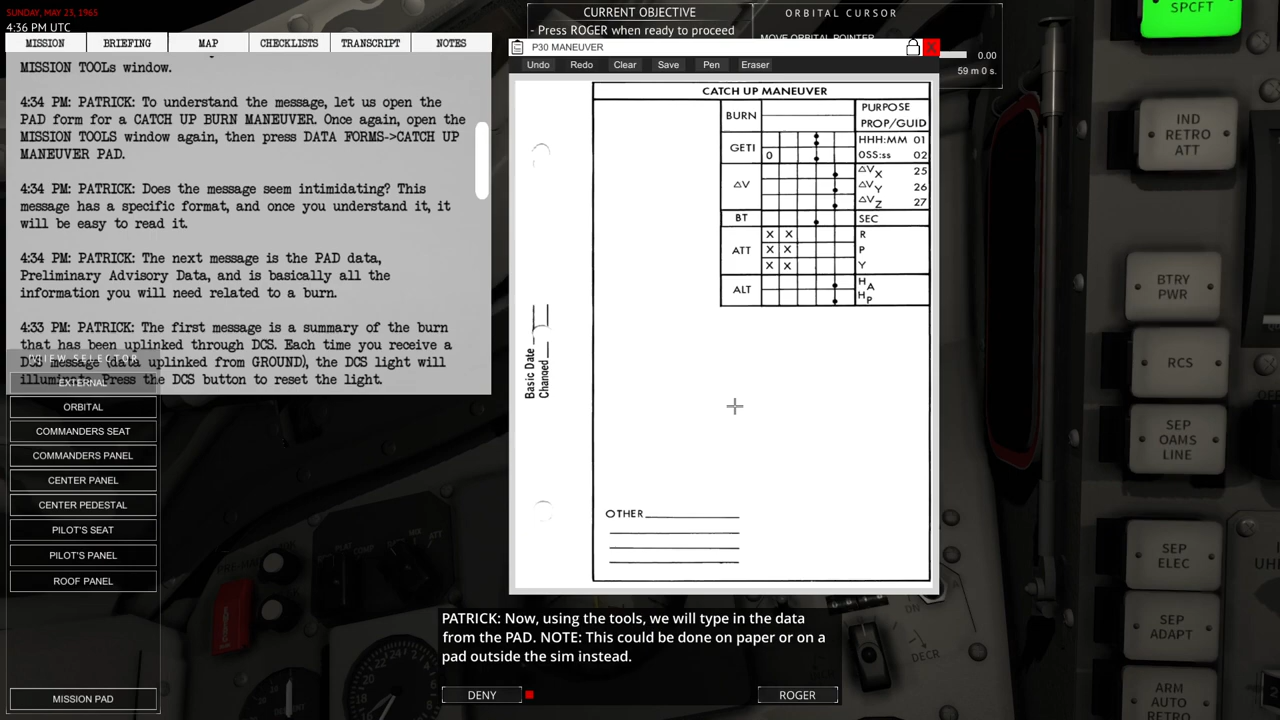 SUNDAY, MAY 23, 1965
4:36 PM UTC
MISSION
BRIEFING
MAP
CHECKLISTS
TRANSCRIPT
NOTES
MISSION TOOLs window.
4:34 PM: PATRICK: To understand the message, let us open the
PAD form for a CATCH UP BURN MANEUVER. Once again, open the
MISSION TOOLS window again, then press DATA FORMS->CATCH UP
MANEUVER PAD.
4:34 PM: PATRICK: Does the message seem intimidating? This
message has a specific format, and once you understand it, it
will be easy to read it.
4:34 PM: PATRICK: The next message is the PAD data,
Preliminary Advisory Data, and is basically all the
information you will need related to a burn.
4:33 PM: PATRICK: The first message is a summary of the burn
that has been uplinked through DCS. Each time you receive a
DCS message (data uplinked from GROUND), the DCS light will
illuminate. Press the DCS button to reset the light.
VIEW SELECTOR
EXTERNAL
ORBITAL
COMMANDERS SEAT
COMMANDERS PANEL
CENTER PANEL
CENTER PEDESTAL
PILOT'S SEAT
PILOT'S PANEL
ROOF PANEL
MISSION PAD
CURRENT OBJECTIVE
- Press ROGER when ready to proceed
ORBITAL CURSOR
MOVE ORBITAL POINTER
0.00
59 m 0 s.
P30 MANEUVER
X
Undo
Redo
Clear
Save
Pen
Eraser
CATCH UP MANEUVER
BURN
PURPOSE
PROP/GUID
GETI
HHH:MM 01
0
0SS:ss 02
ΔV
ΔVX 25
ΔVY 26
ΔVZ 27
BT
SEC
ATT
X X R
X X P
X X Y
ALT
HA
HP
Basic Date
Changed
OTHER
PATRICK: Now, using the tools, we will type in the data
from the PAD. NOTE: This could be done on paper or on a
pad outside the sim instead.
DENY
ROGER
SPCFT
IND
RETRO
ATT
BTRY
PWR
RCS
SEP
OAMS
LINE
SEP
ELEC
SEP
ADAPT
ARM
AUTO
RETRO
DN
DECR